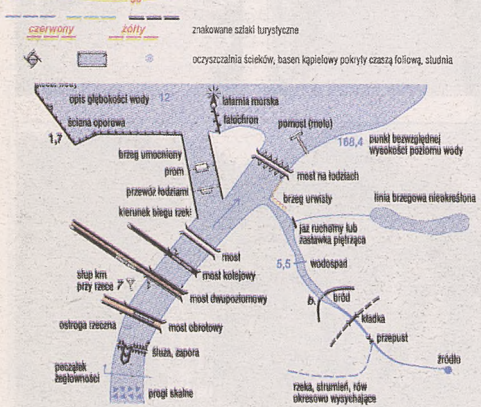 czerwony żółty
znakowane szlaki turystyczne
oczyszczalnia ścieków, basen kąpielowy pokryty czaszą foliową, studnia
opis głębokości wody
12
latarnia morska
ściana oporowa
falochron
pomost (molo)
1,7
168,4
punkt bezwzględnej
wysokości poziomu wody
brzeg umocniony
prom
most na łodziach
przewóz łodziami
brzeg urwisty
linia brzegowa nieokreślona
kierunek biegu rzeki
jaz ruchomy lub
zastawka piętrząca
most
5,5
wodospad
słup km
przy rzece 7
most kolejowy
most dwupoziomowy
b.
bród
kładka
ostroga rzeczna
most obrotowy
przepust
śluza, zapora
źródło
początek
żeglowności
progi skalne
rzeka, strumień, rów
okresowo wysychające